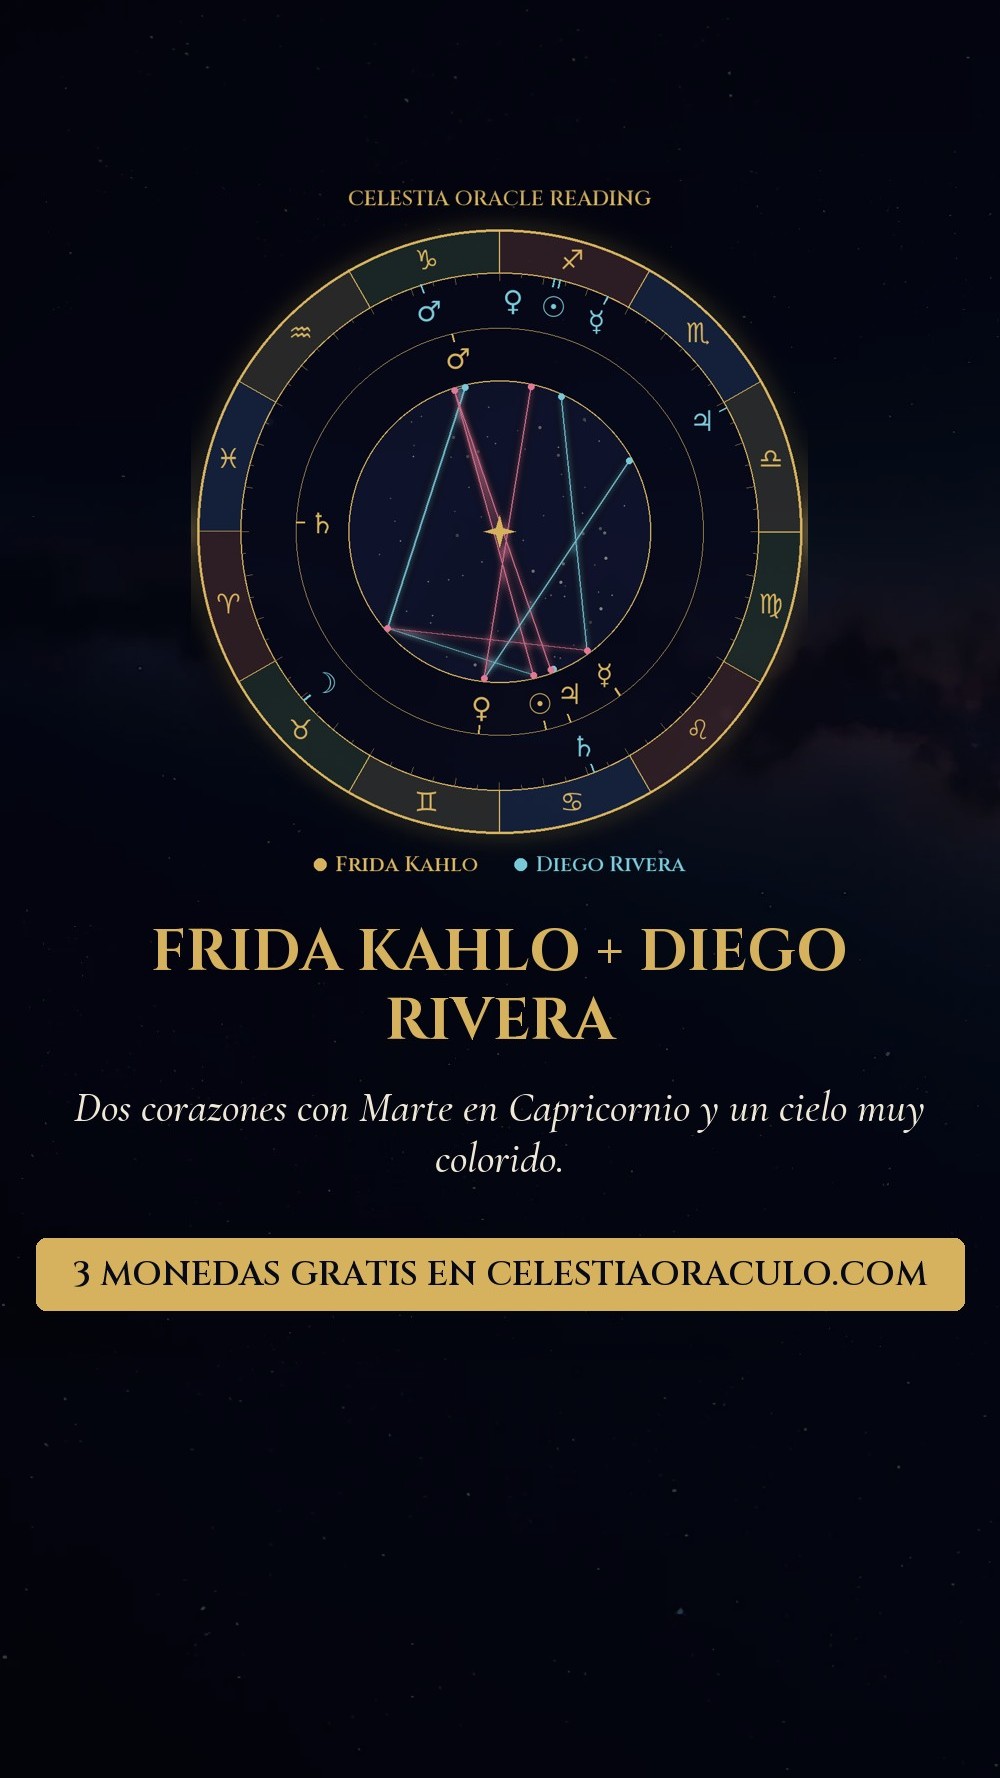 CELESTIA ORACLE READING
FRIDA KAHLO DIEGO RIVERA
FRIDA KAHLO + DIEGO
RIVERA
Dos corazones con Marte en Capricornio y un cielo muy
colorido.
3 MONEDAS GRATIS EN CELESTIAORACULO.COM